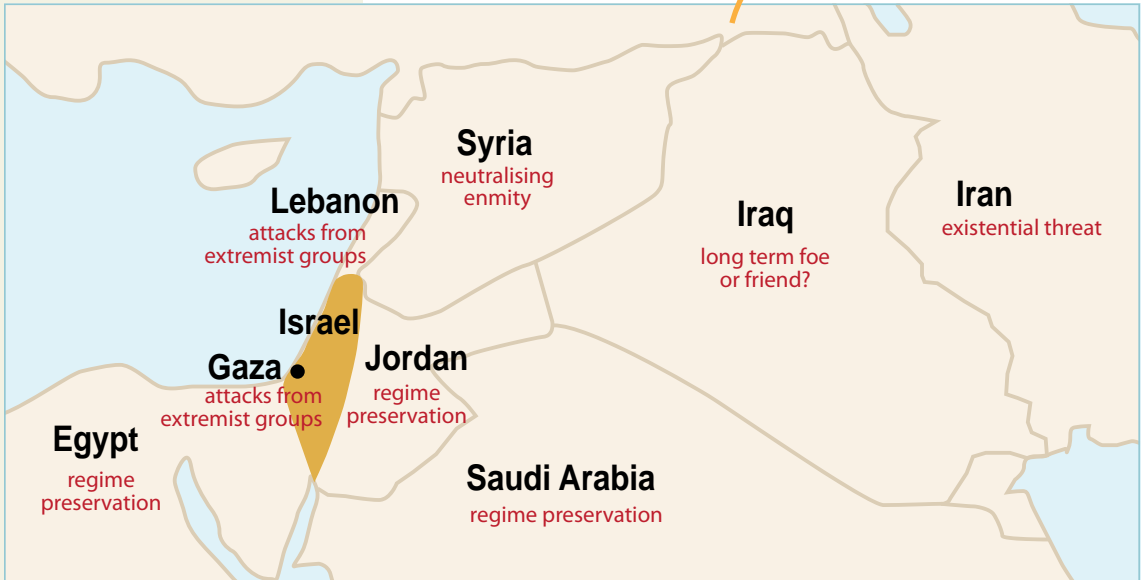 Syria
neutralising
enmity
Lebanon
attacks from
extremist groups
Iraq
long term foe
or friend?
Iran
existential threat
Israel
Gaza
attacks from
extremist groups
Jordan
regime
preservation
Egypt
regime
preservation
Saudi Arabia
regime preservation